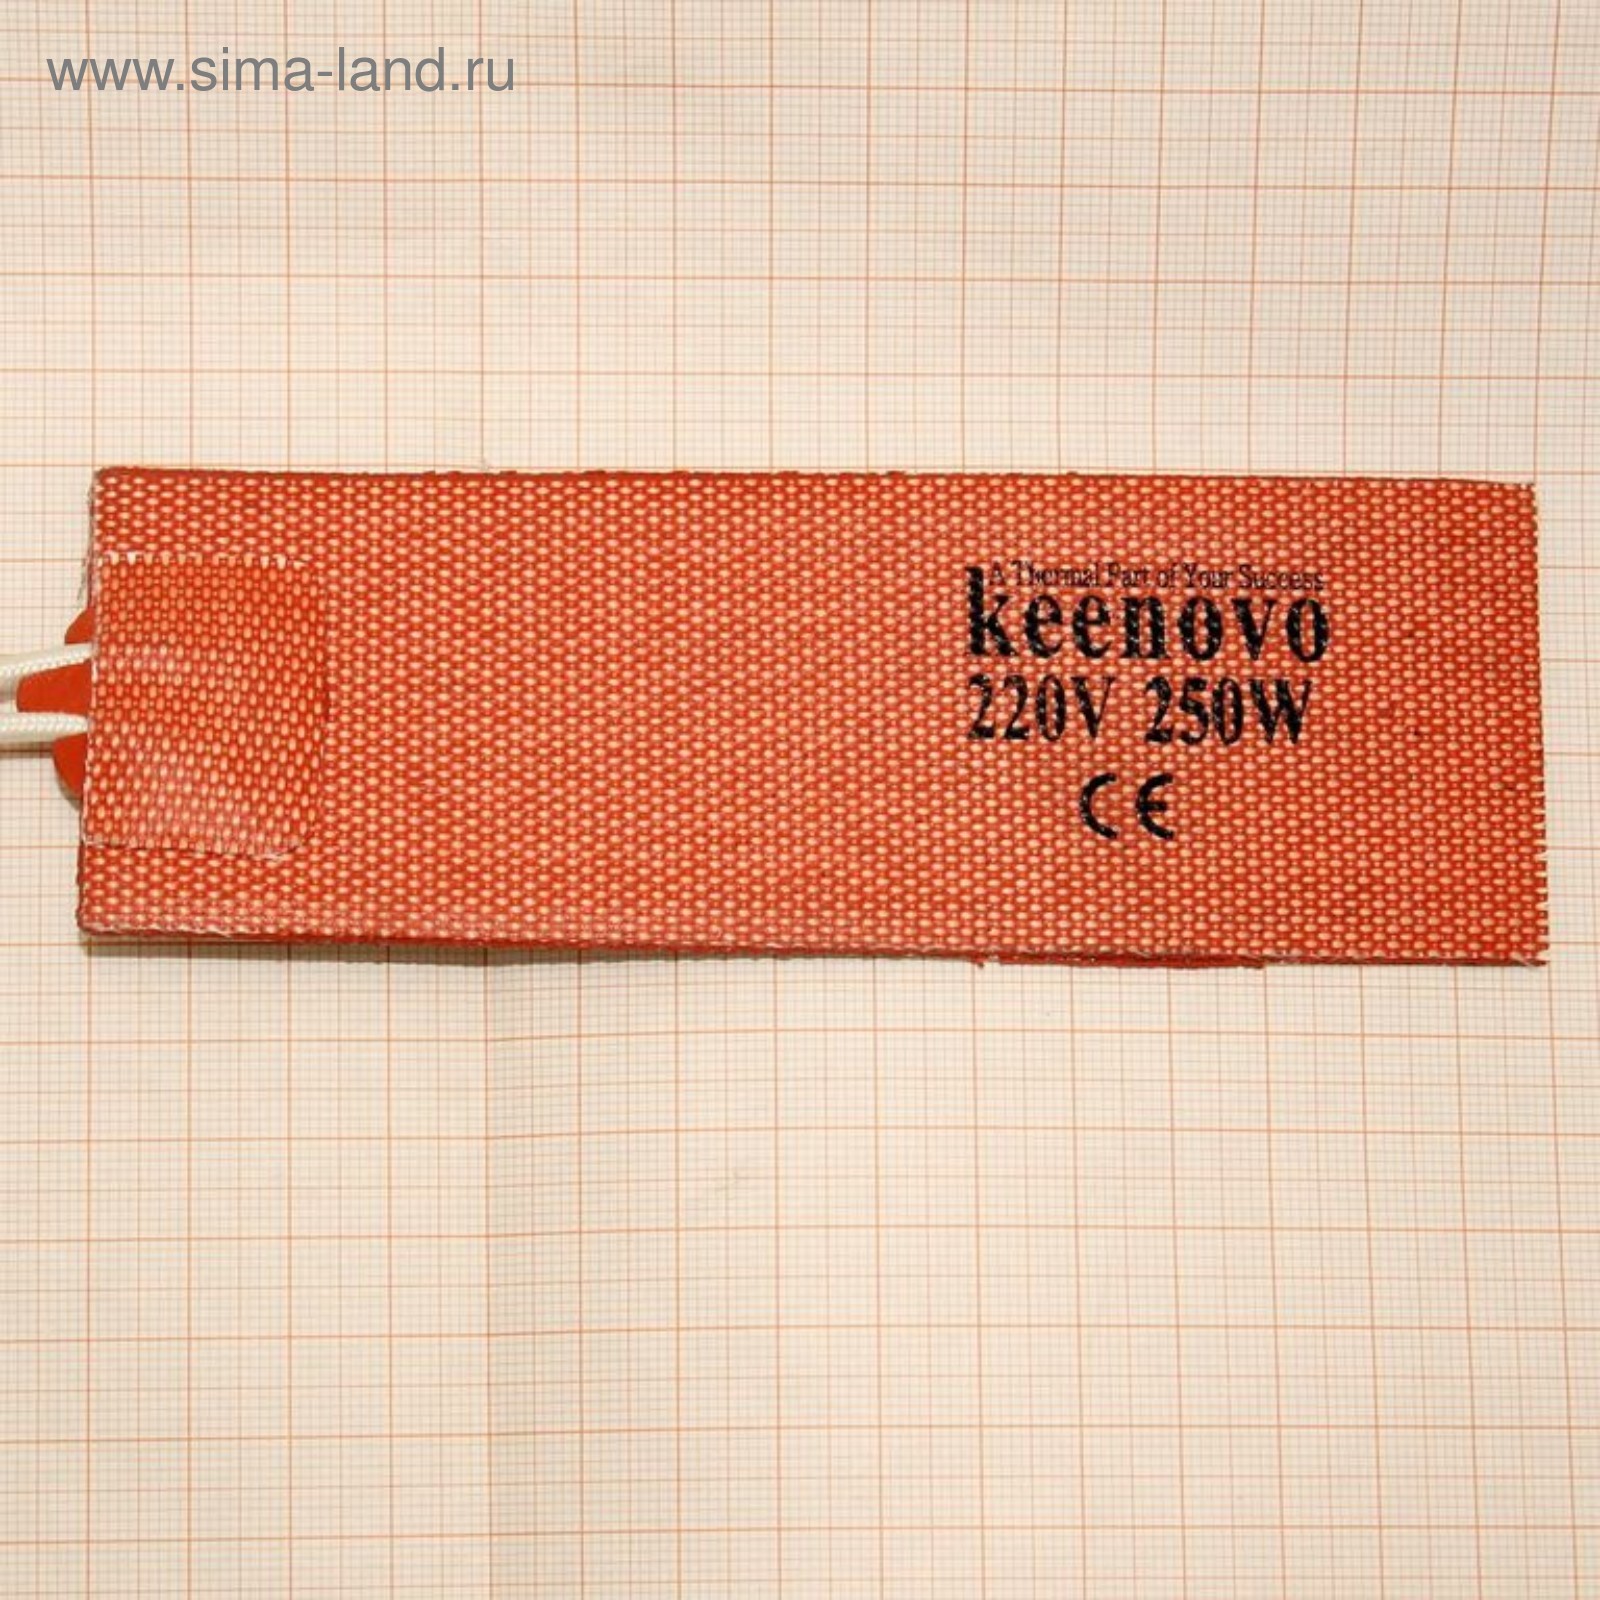 www.sima-land.ru
A Thermal Part of Your Success
keenovo
220V 250W
CE